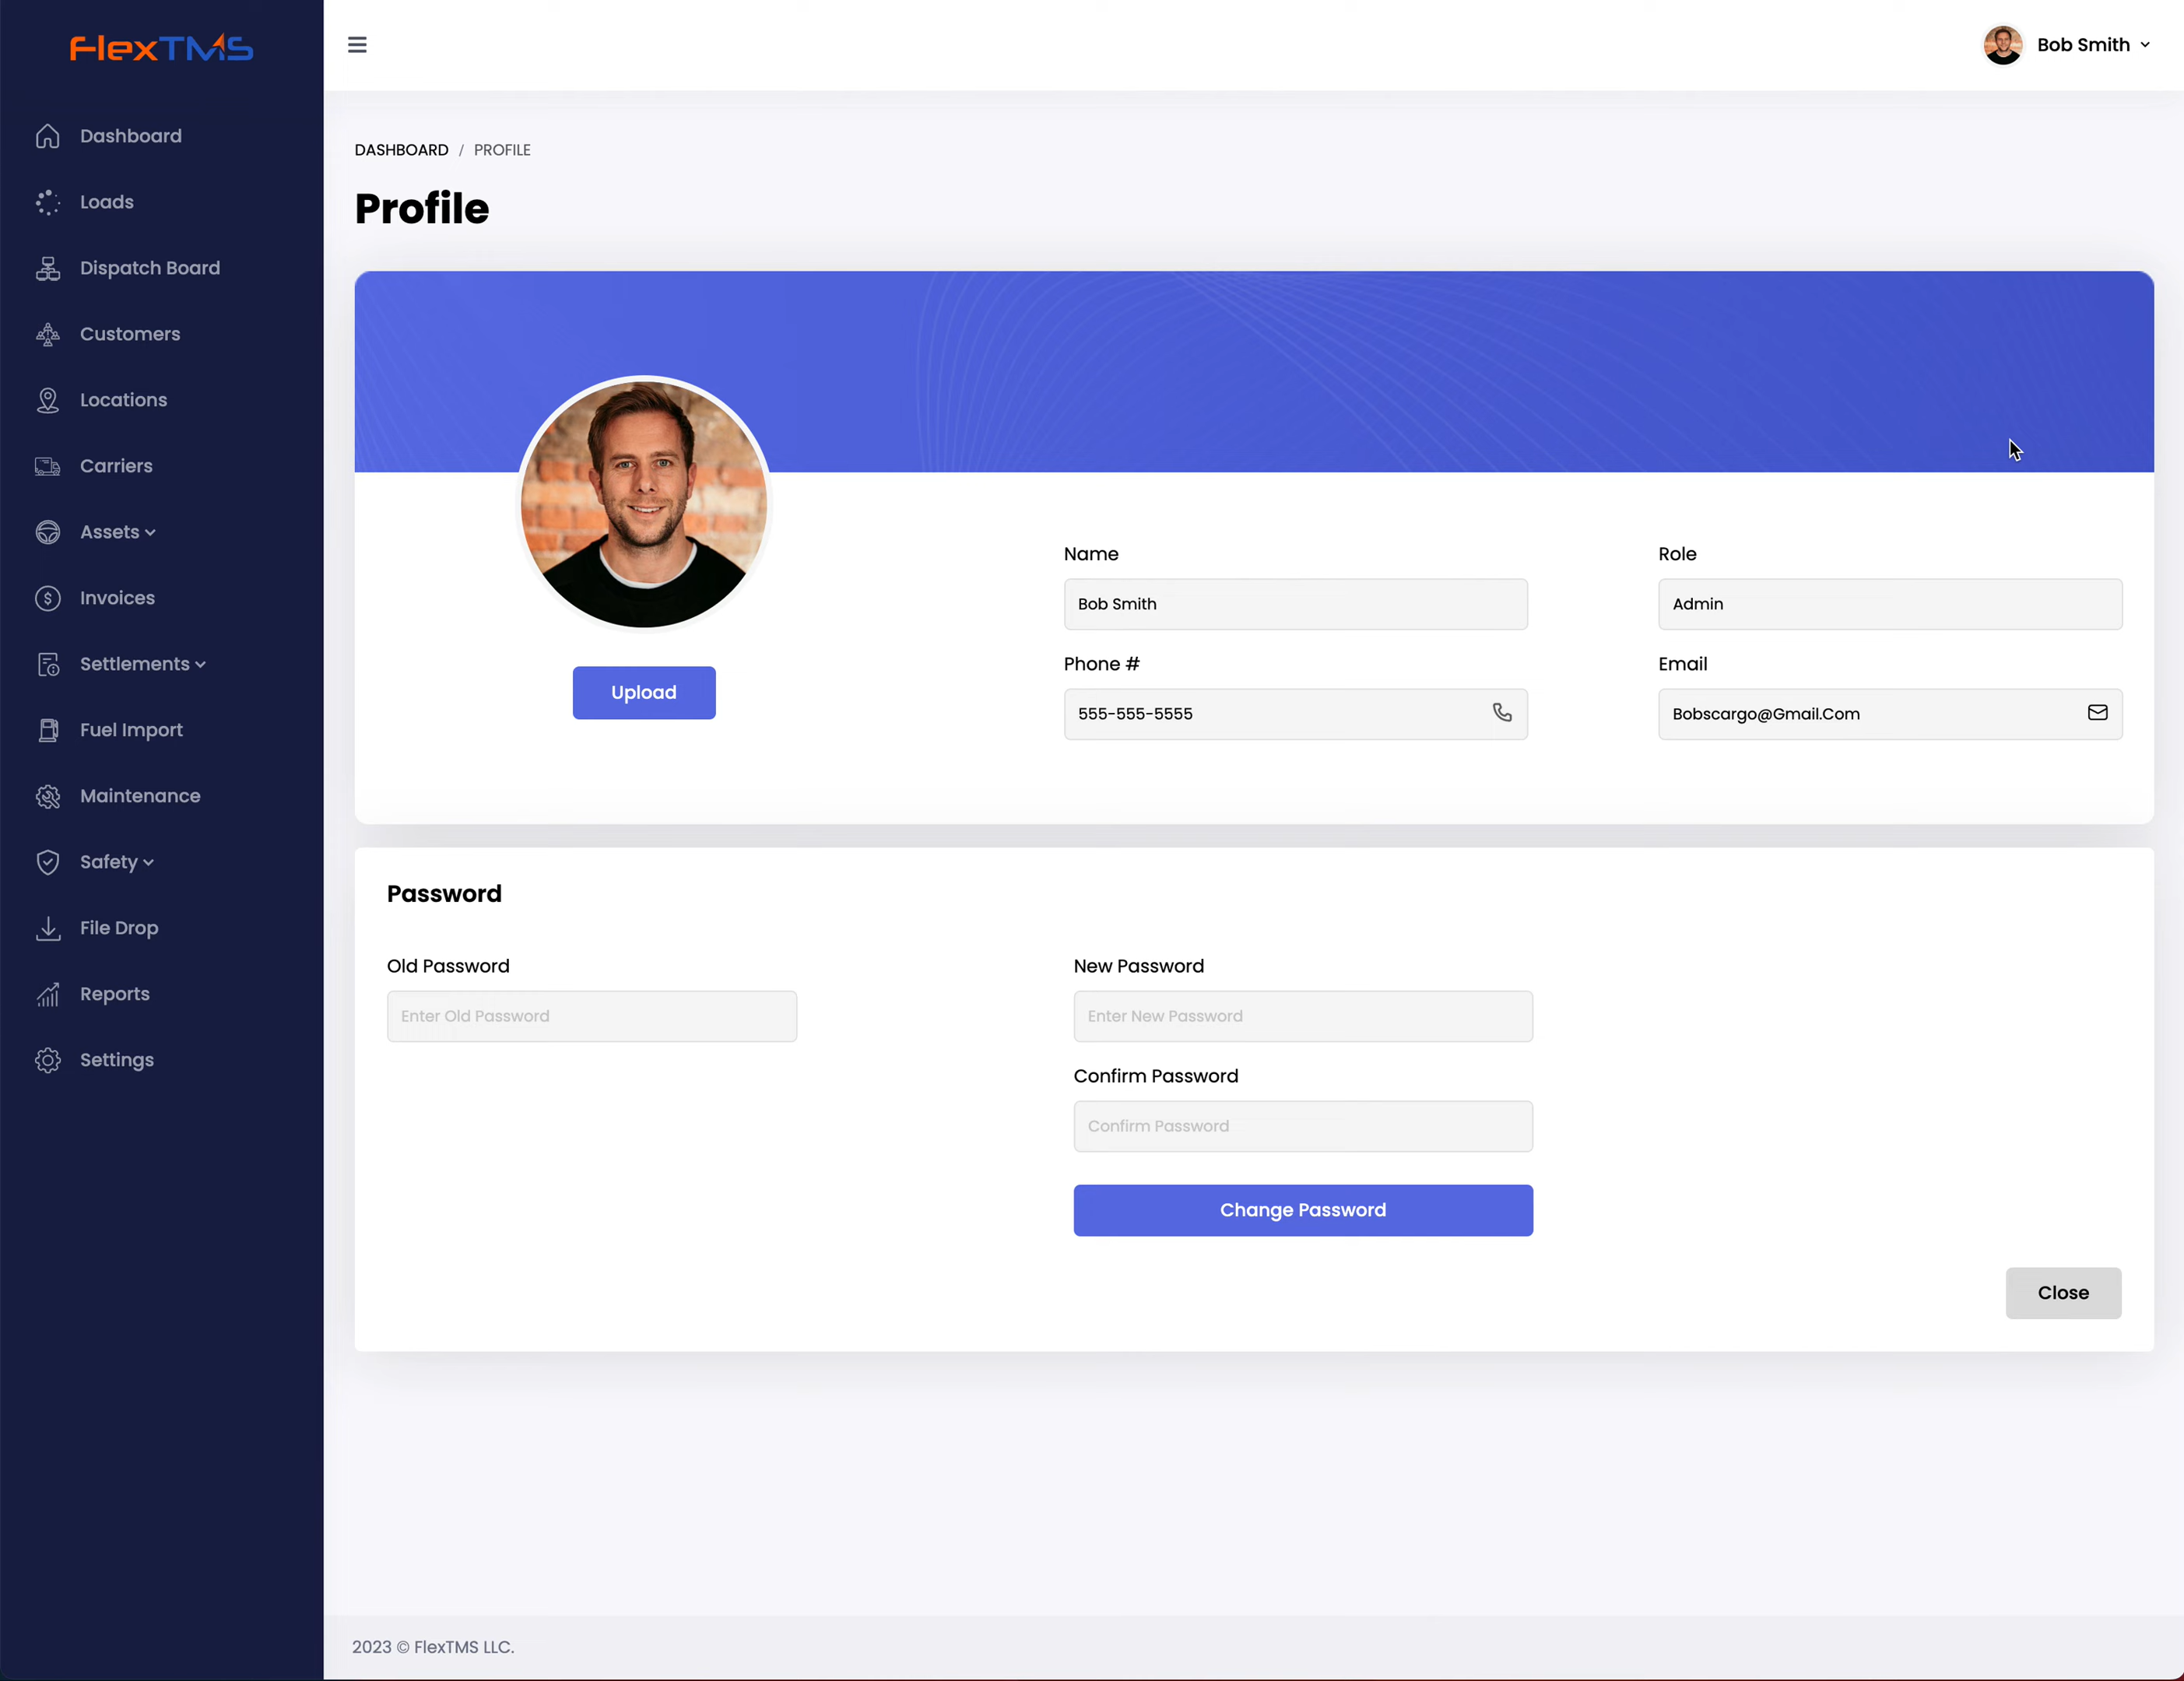 FlexTMS
Bob Smith
Dashboard
Loads
Dispatch Board
Customers
Locations
Carriers
Assets
Invoices
Settlements
Fuel Import
Maintenance
Safety
File Drop
Reports
Settings
DASHBOARD / PROFILE
Profile
Upload
Name
Bob Smith
Role
Admin
Phone #
555-555-5555
Email
Bobscargo@Gmail.Com
Password
Old Password
Enter Old Password
New Password
Enter New Password
Confirm Password
Confirm Password
Change Password
Close
2023 © FlexTMS LLC.